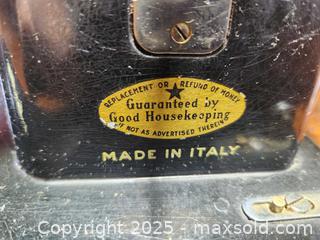 REPLACEMENT OR REFUND OF MONEY
★
Guaranteed by
Good Housekeeping
IF NOT AS ADVERTISED THEREIN
MADE IN ITALY
Copyright © 2025 - maxsold.com